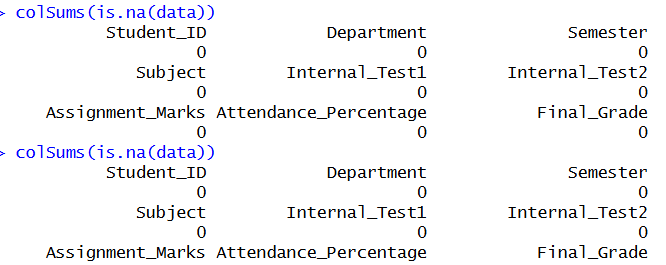 > colSums(is.na(data))
Student_ID Department Semester
0 0 0
Subject Internal_Test1 Internal_Test2
0 0 0
Assignment_Marks Attendance_Percentage Final_Grade
0 0 0
> colSums(is.na(data))
Student_ID Department Semester
0 0 0
Subject Internal_Test1 Internal_Test2
0 0 0
Assignment_Marks Attendance_Percentage Final_Grade